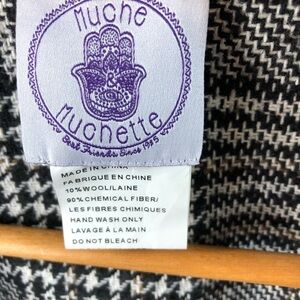 Muche
Muchette
Best Friends Since 1985
MADE IN CHINA
FABRIQUE EN CHINE
10% WOOL/LAINE
90% CHEMICAL FIBER/
LES FIBRES CHIMIQUES
HAND WASH ONLY
LAVAGE À LA MAIN
DO NOT BLEACH